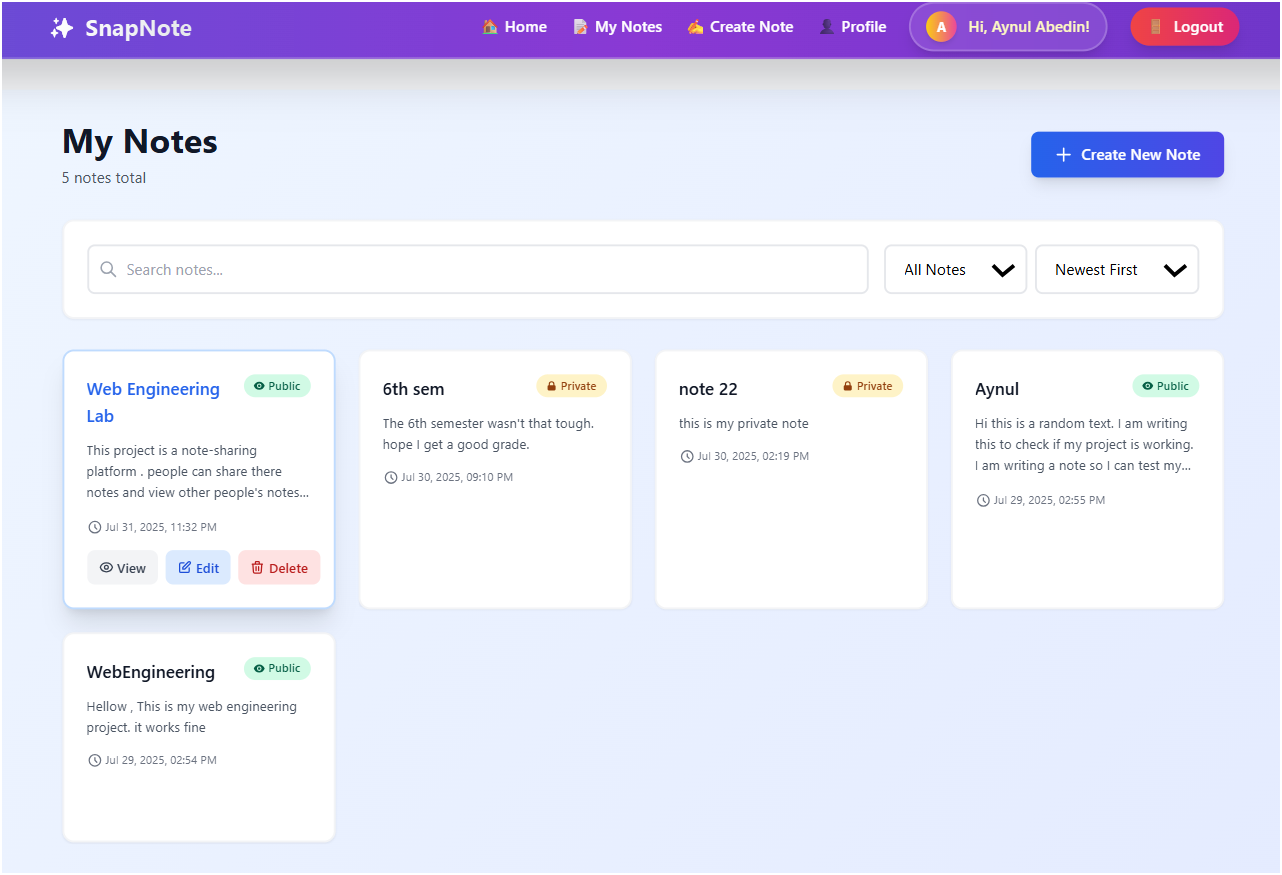 SnapNote
Home
My Notes
Create Note
Profile
A
Hi, Aynul Abedin!
Logout
My Notes
5 notes total
Create New Note
Search notes...
All Notes
Newest First
Web Engineering
Lab
Public
This project is a note-sharing
platform . people can share there
notes and view other people's notes...
Jul 31, 2025, 11:32 PM
View
Edit
Delete
6th sem
Private
The 6th semester wasn't that tough.
hope I get a good grade.
Jul 30, 2025, 09:10 PM
note 22
Private
this is my private note
Jul 30, 2025, 02:19 PM
Aynul
Public
Hi this is a random text. I am writing
this to check if my project is working.
I am writing a note so I can test my...
Jul 29, 2025, 02:55 PM
WebEngineering
Public
Hellow , This is my web engineering
project. it works fine
Jul 29, 2025, 02:54 PM